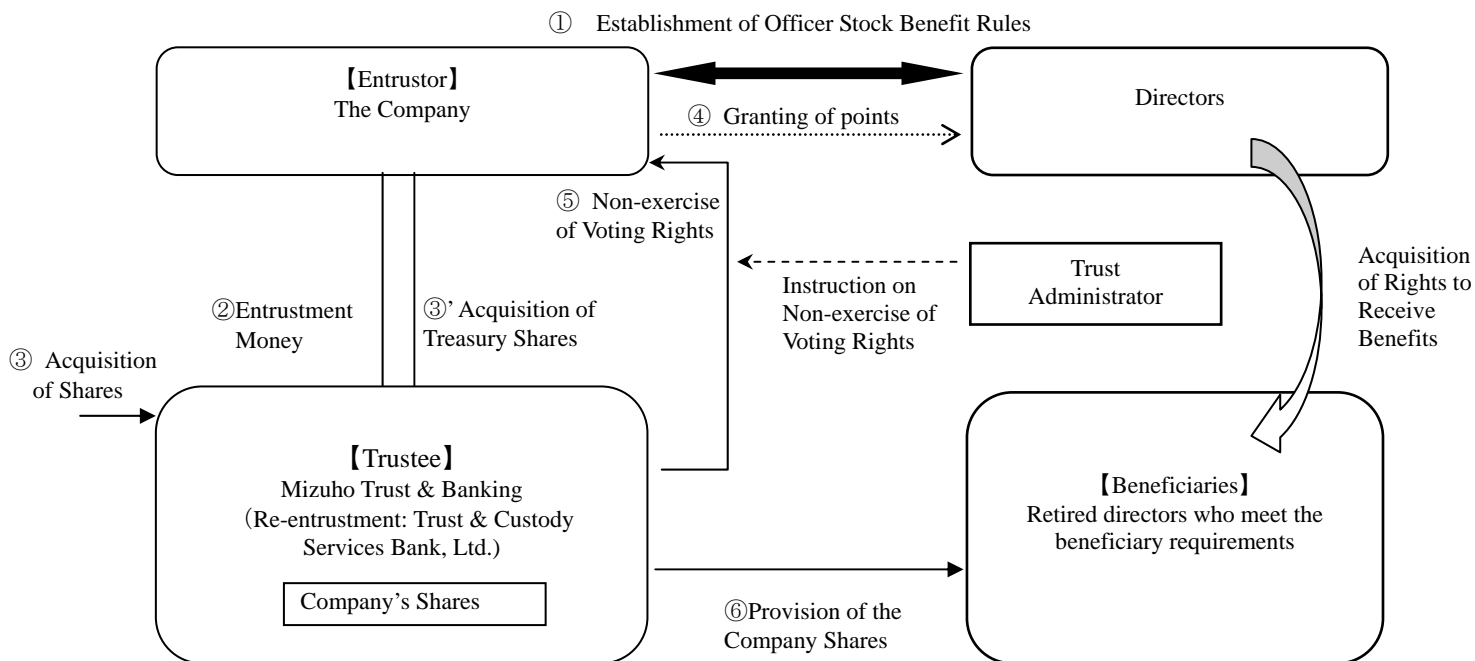 ① Establishment of Officer Stock Benefit Rules
【Entrustor】
The Company
Directors
④ Granting of points
⑤ Non-exercise
of Voting Rights
Trust
Administrator
Instruction on
Non-exercise of
Voting Rights
Acquisition
of Rights to
Receive
Benefits
②Entrustment
Money
③’ Acquisition of
Treasury Shares
③ Acquisition
of Shares
【Trustee】
Mizuho Trust & Banking
（Re-entrustment: Trust & Custody
Services Bank, Ltd.)
Company’s Shares
【Beneficiaries】
Retired directors who meet the
beneficiary requirements
⑥Provision of the
Company Shares